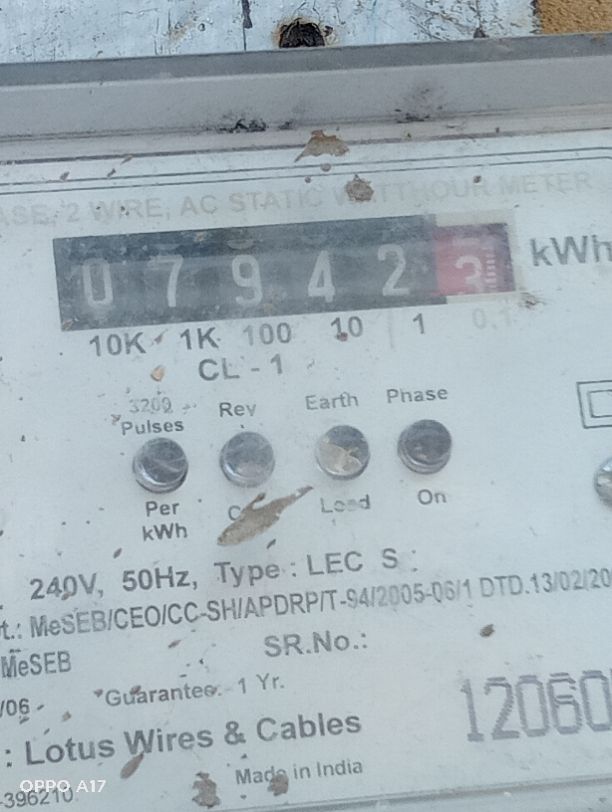 ASE, 2 WIRE, AC STATIC WATTHOUR METER
0 7 9 4 2 3 kWh
10K 1K 100 10 1 0.1
CL - 1
3200 Rev Earth Phase
Pulses
Per Load On
kWh
240V, 50Hz, Type : LEC S :
t.: MeSEB/CEO/CC-SH/APDRP/T-94/2005-06/1 DTD.13/02/20
MeSEB SR.No.:
/06 Guarantee. 1 Yr. 12060
: Lotus Wires & Cables
Made in India
-396210.
OPPO A17